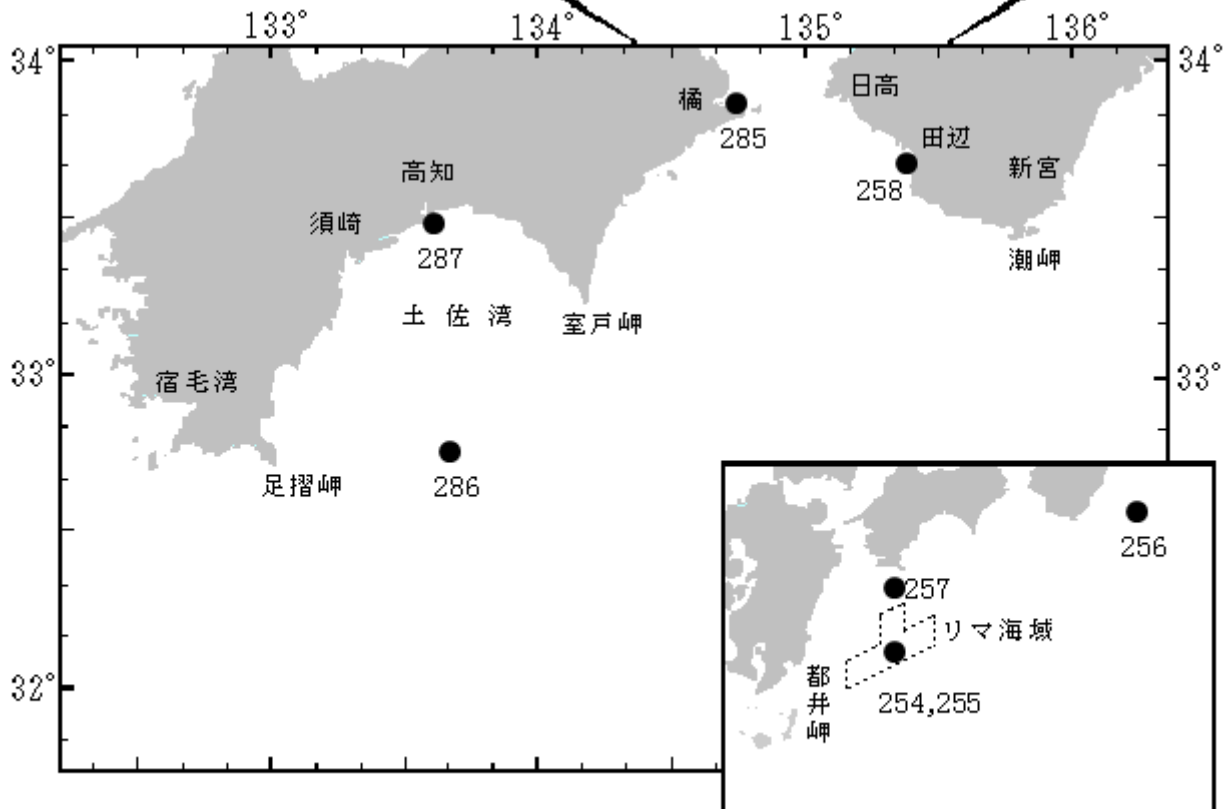 133° 134° 135° 136°
34° 34°
橘 日高
285
田辺
高知 258 新宮
須崎
287 潮岬
土佐湾 室戸岬
33° 33°
宿毛湾
足摺岬 286
256
257
リマ海域
32°
都井岬 254,255